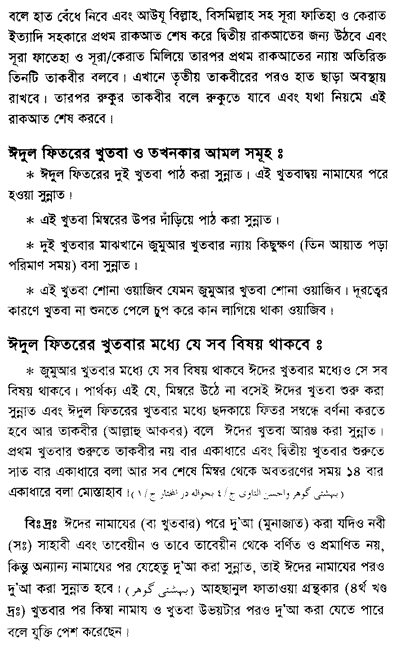 বলে হাত বেঁধে নিবে এবং আউযূ বিল্লাহ, বিসমিল্লাহ সহ সূরা ফাতিহা ও কেরাত
ইত্যাদি সহকারে প্রথম রাকআত শেষ করে দ্বিতীয় রাকআতের জন্য উঠবে এবং
সূরা ফাতেহা ও সূরা/কেরাত মিলিয়ে তারপর প্রথম রাকআতের ন্যায় অতিরিক্ত
তিনটি তাকবীর বলবে। এখানে তৃতীয় তাকবীরের পরও হাত ছাড়া অবস্থায়
রাখবে। তারপর রুকুর তাকবীর বলে রুকুতে যাবে এবং যথা নিয়মে এই
রাকআত শেষ করবে।
ঈদুল ফিতরের খুতবা ও তখনকার আমল সমূহ ঃ
* ঈদুল ফিতরের দুই খুতবা পাঠ করা সুন্নাত। এই খুতবাদ্বয় নামাযের পরে
হওয়া সুন্নাত।
* এই খুতবা মিম্বরের উপর দাঁড়িয়ে পাঠ করা সুন্নাত।
* দুই খুতবার মাঝখানে জুমুআর খুতবার ন্যায় কিছুক্ষণ (তিন আয়াত পড়া
পরিমাণ সময়) বসা সুন্নাত।
* এই খুতবা শোনা ওয়াজিব যেমন জুমুআর খুতবা শোনা ওয়াজিব। দূরত্বের
কারণে খুতবা না শুনতে পেলে চুপ করে কান লাগিয়ে থাকা ওয়াজিব।
ঈদুল ফিতরের খুতবার মধ্যে যে সব বিষয় থাকবে ঃ
* জুমুআর খুতবার মধ্যে যে সব বিষয় থাকবে ঈদের খুতবার মধ্যেও সে সব
বিষয় থাকবে। পার্থক্য এই যে, মিম্বরে উঠে না বসেই ঈদের খুতবা শুরু করা
সুন্নাত এবং ঈদুল ফিতরের খুতবার মধ্যে ছদকায়ে ফিতর সম্বন্ধে বর্ণনা করতে
হবে আর তাকবীর (আল্লাহু আকবর) বলে ঈদের খুতবা আরম্ভ করা সুন্নাত।
প্রথম খুতবার শুরুতে তাকবীর নয় বার একাধারে এবং দ্বিতীয় খুতবার শুরুতে
সাত বার একাধারে বলা আর সব শেষে মিম্বর থেকে অবতরণের সময় ১৪ বার
একাধারে বলা মোস্তাহাব। (بہشتی گوہر واحسن الفتاوی ج/٤ بحوالہ در المختار ج/١)
বিঃ দ্রঃ ঈদের নামাযের (বা খুতবার) পরে দু'আ (মুনাজাত) করা যদিও নবী
(সঃ) সাহাবী এবং তাবেয়ীন ও তাবে তাবেয়ীন থেকে বর্ণিত ও প্রমাণিত নয়,
কিন্তু অন্যান্য নামাযের পর যেহেতু দু'আ করা সুন্নাত, তাই ঈদের নামাযের পরও
দু'আ করা সুন্নাত হবে। (بہشتی گوہر) আহছানুল ফাতাওয়া গ্রন্থকার (৪র্থ খণ্ড
দ্রঃ) খুতবার পর কিম্বা নামায ও খুতবা উভয়টার পরও দু'আ করা যেতে পারে
বলে যুক্তি পেশ করেছেন।